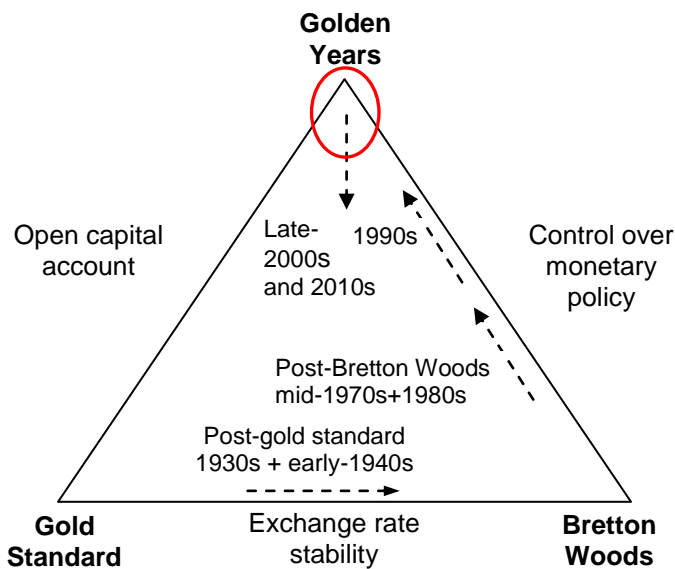 Golden
Years
Open capital
account
Late-
2000s
and 2010s
1990s
Control over
monetary
policy
Post-Bretton Woods
mid-1970s+1980s
Post-gold standard
1930s + early-1940s
Gold
Standard
Exchange rate
stability
Bretton
Woods